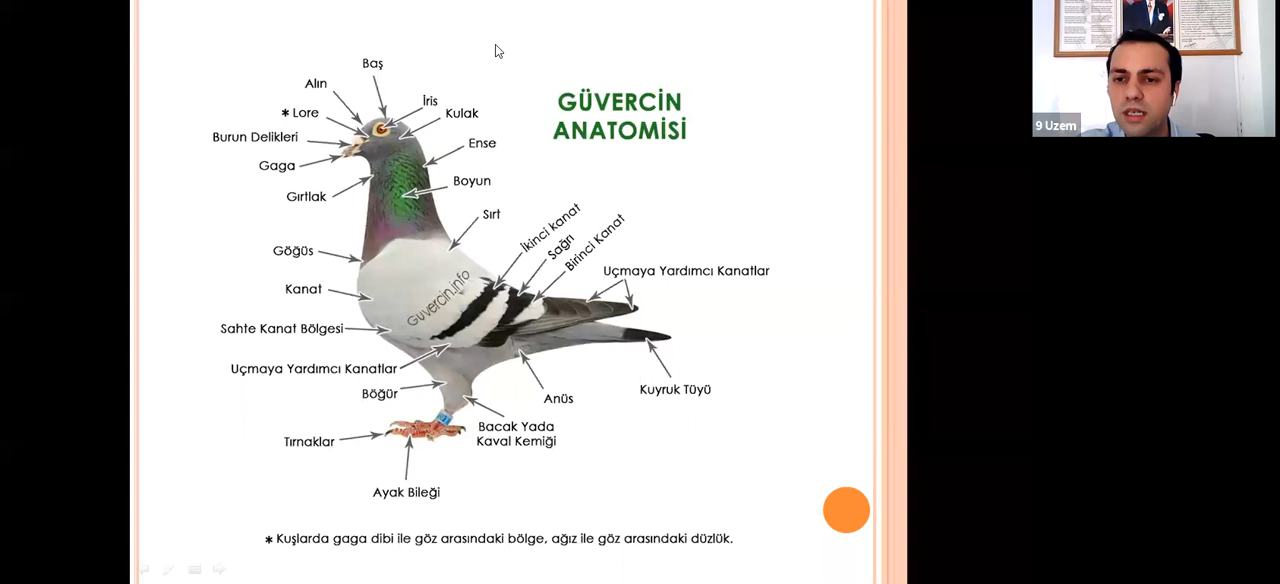 Baş
Alın
İris
* Lore
Kulak
Burun Delikleri
Ense
Gaga
Boyun
Gırtlak
Sırt
Göğüs
İkinci kanat
Sağrı
Birinci Kanat
Uçmaya Yardımcı Kanatlar
Kanat
Guvercin.info
Sahte Kanat Bölgesi
Uçmaya Yardımcı Kanatlar
Böğür
Anüs
Kuyruk Tüyü
Bacak Yada
Kaval Kemiği
Tırnaklar
Ayak Bileği
GÜVERCİN
ANATOMİSİ
* Kuşlarda gaga dibi ile göz arasındaki bölge, ağız ile göz arasındaki düzlük.
9 Uzem